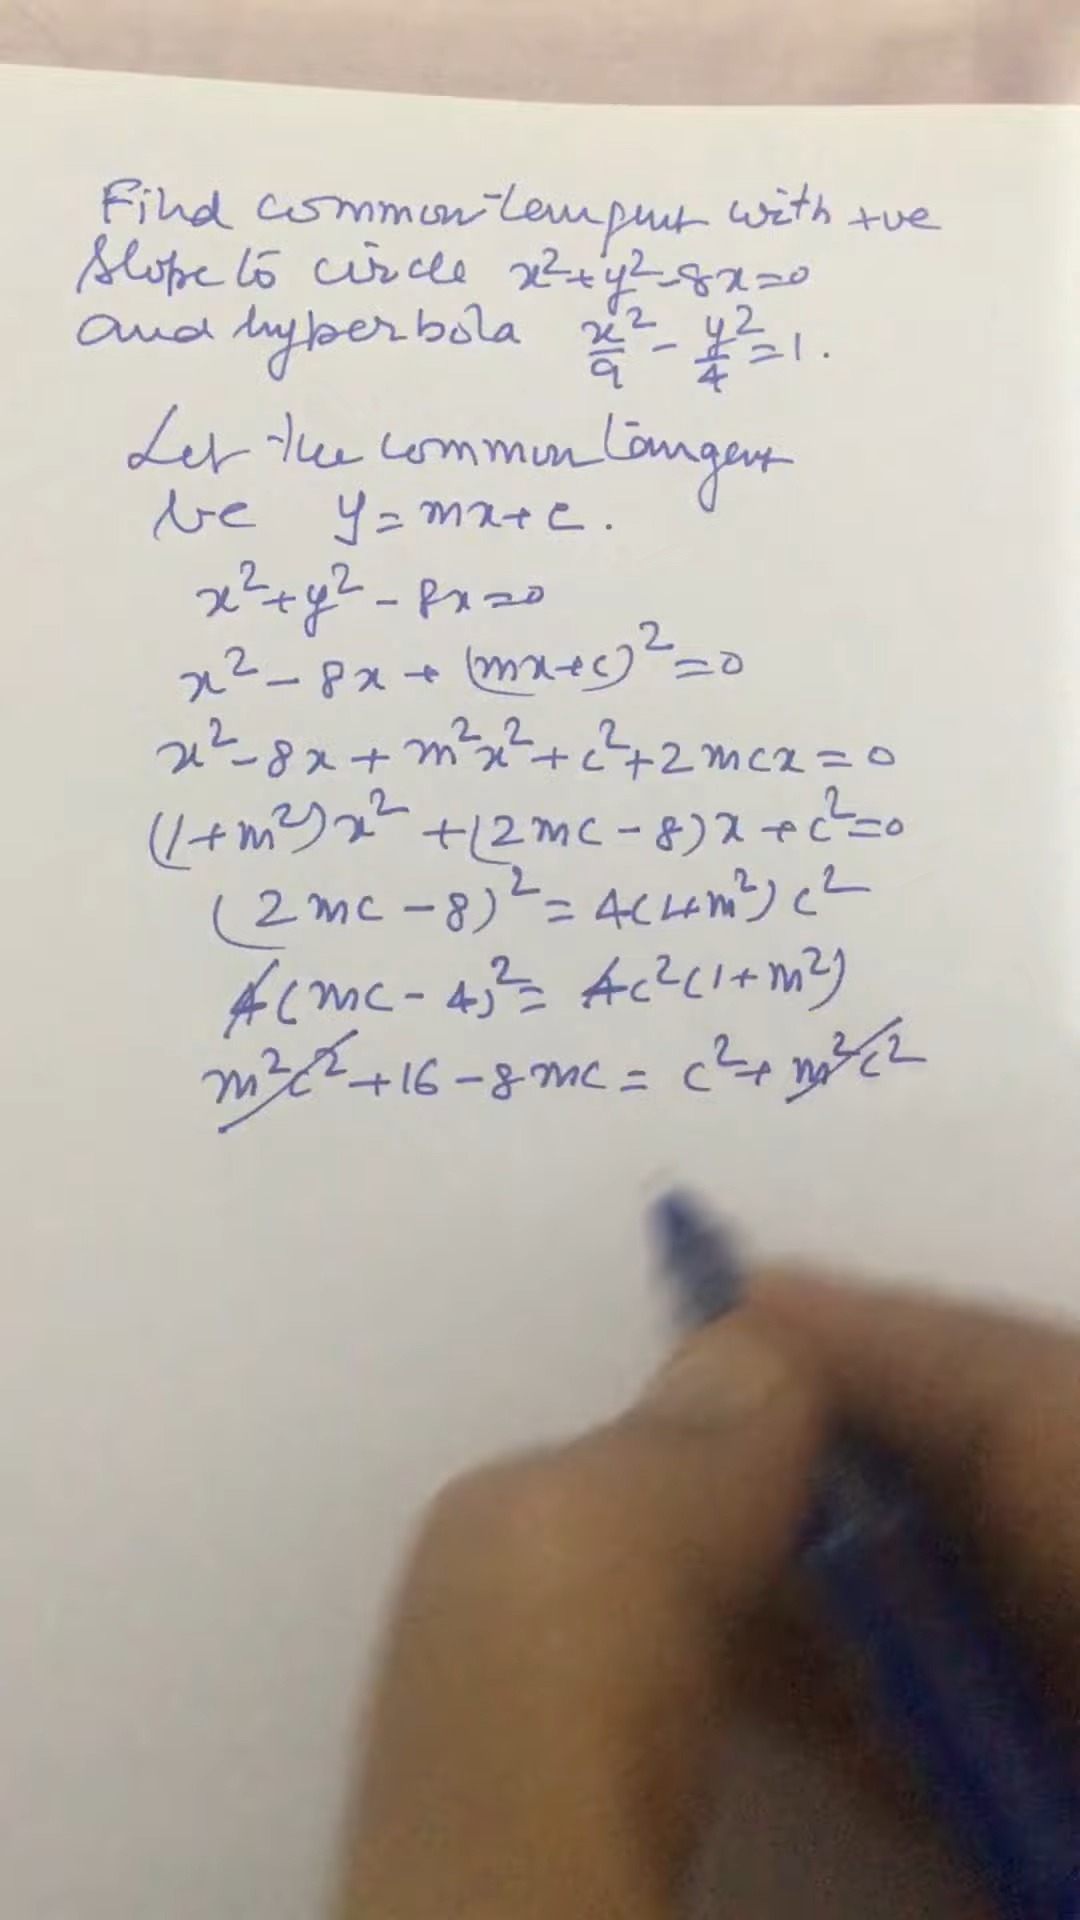 Find common tangent with +ve
slope to circle x²+y²-8x=0
and hyperbola x²/9 - y²/4 = 1.
Let the common tangent
be y = mx+c.
x²+y²-8x=0
x²-8x+(mx+c)²=0
x²-8x+m²x²+c²+2mcx=0
(1+m²)x²+(2mc-8)x+c²=0
(2mc-8)²=4(1+m²)c²
4(mc-4)²=4c²(1+m²)
m²c²+16-8mc=c²+m²c²